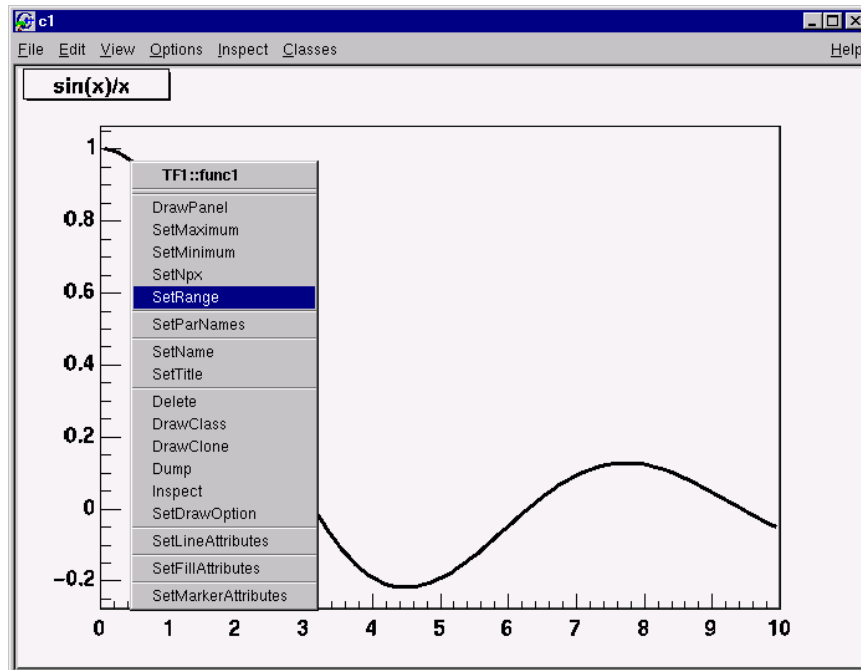 c1
File Edit View Options Inspect Classes Help
sin(x)/x
1
0.8
0.6
0.4
0.2
0
−0.2
TF1::func1
DrawPanel
SetMaximum
SetMinimum
SetNpx
SetRange
SetParNames
SetName
SetTitle
Delete
DrawClass
DrawClone
Dump
Inspect
SetDrawOption
SetLineAttributes
SetFillAttributes
SetMarkerAttributes
0 1 2 3 4 5 6 7 8 9 10